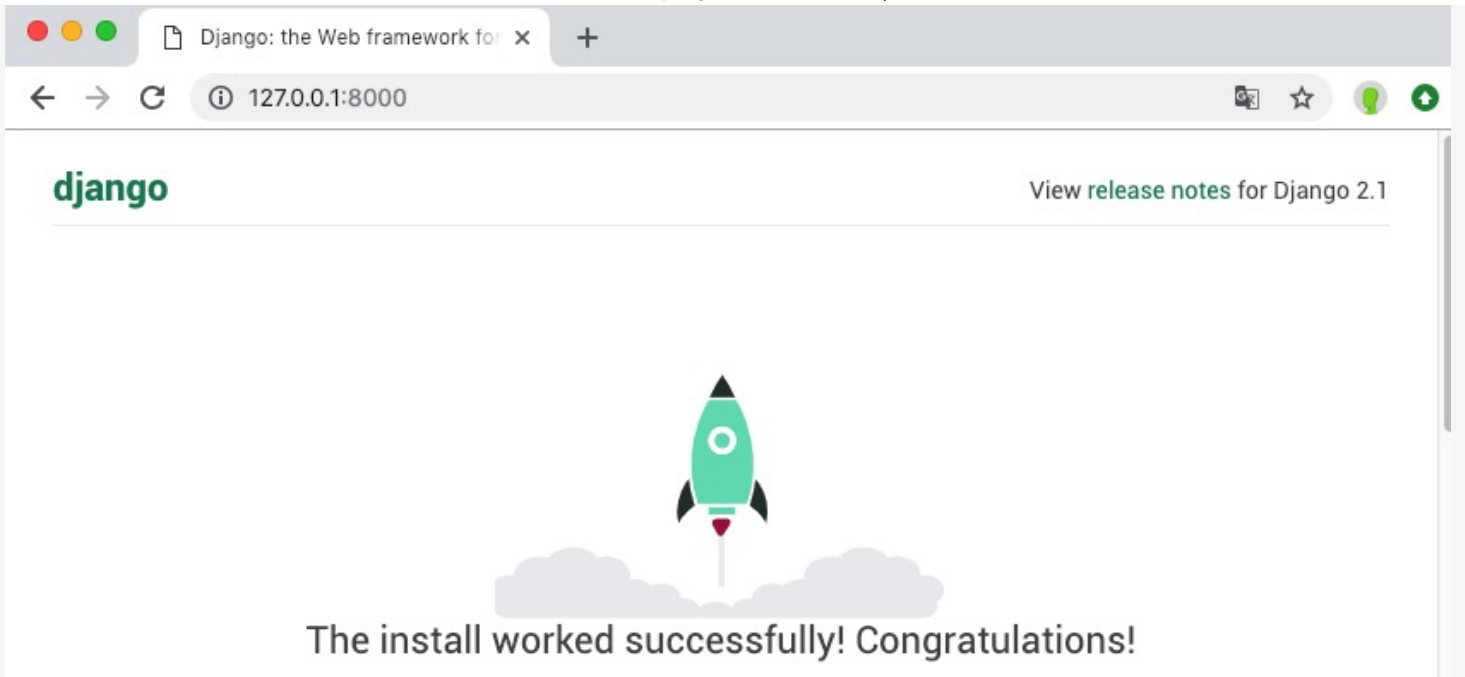 Django: the Web framework for
127.0.0.1:8000
django
View release notes for Django 2.1
The install worked successfully! Congratulations!